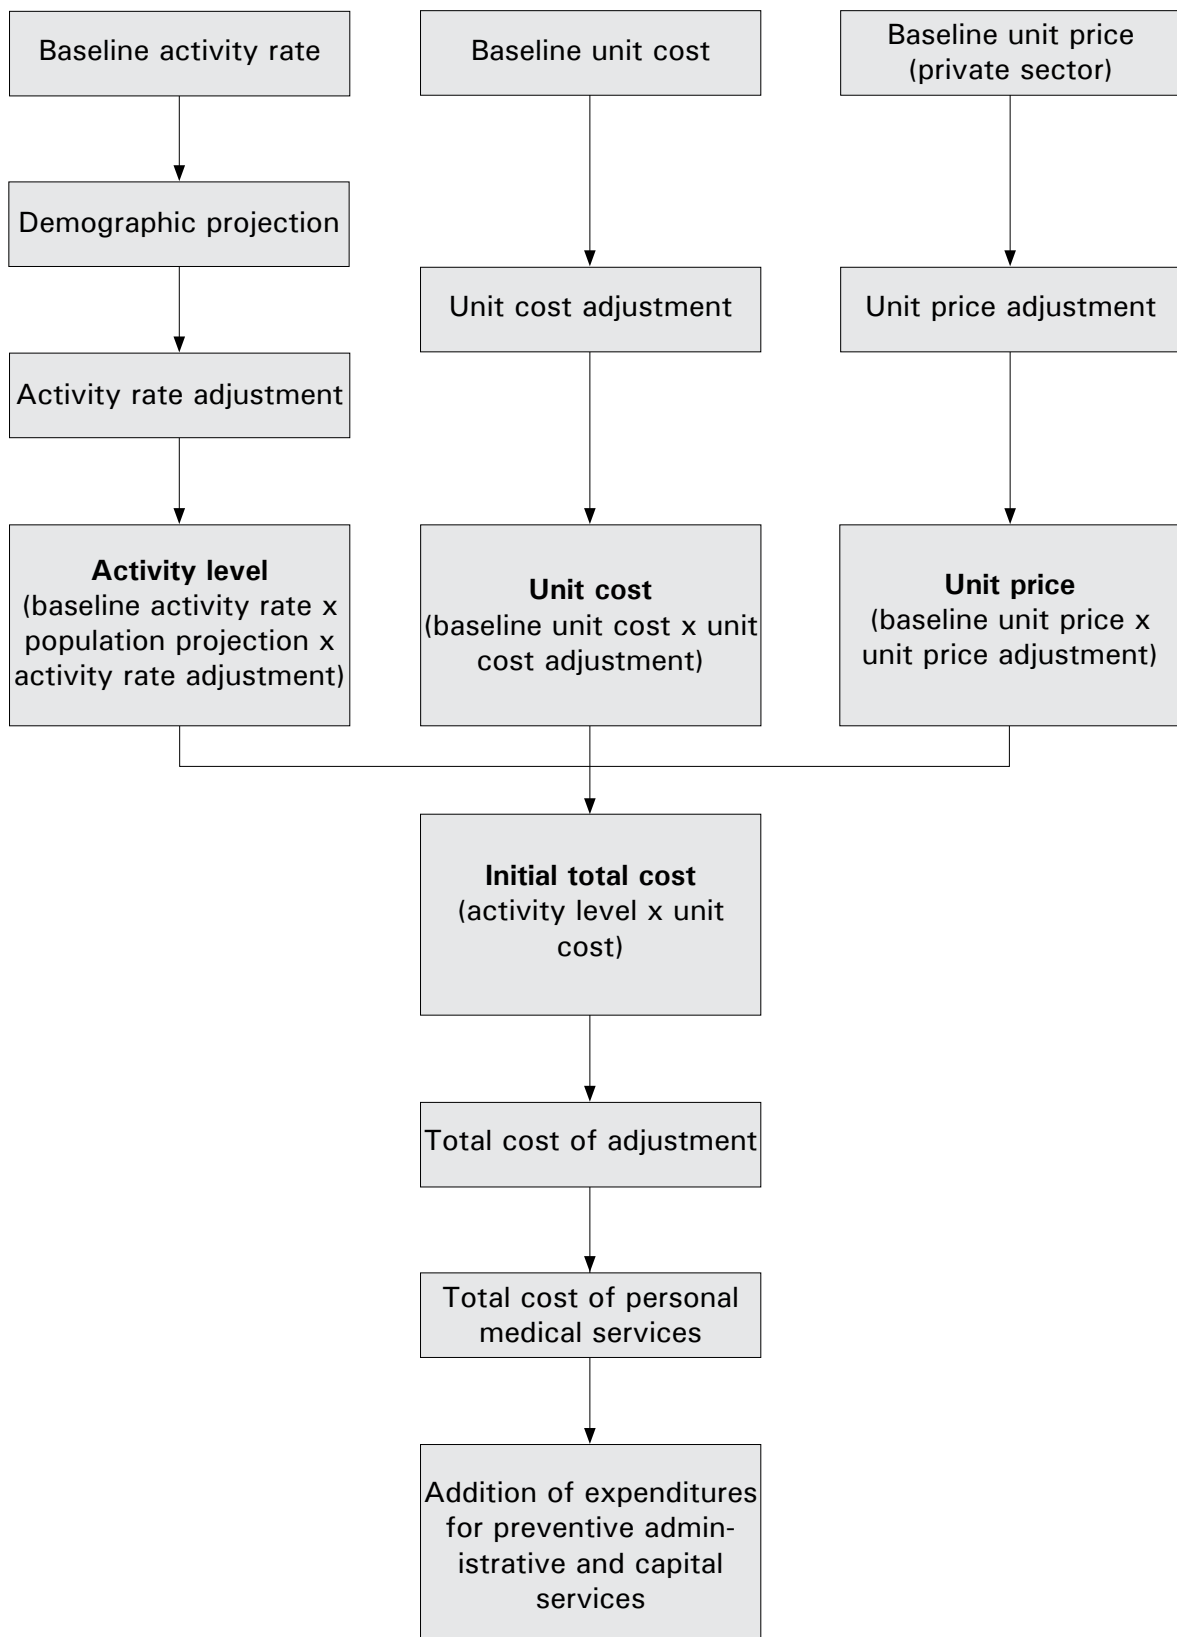 Baseline activity rate
Baseline unit cost
Baseline unit price
(private sector)
Demographic projection
Unit cost adjustment
Unit price adjustment
Activity rate adjustment
Activity level
(baseline activity rate x
population projection x
activity rate adjustment)
Unit cost
(baseline unit cost x unit
cost adjustment)
Unit price
(baseline unit price x
unit price adjustment)
Initial total cost
(activity level x unit
cost)
Total cost of adjustment
Total cost of personal
medical services
Addition of expenditures
for preventive admin-
istrative and capital
services